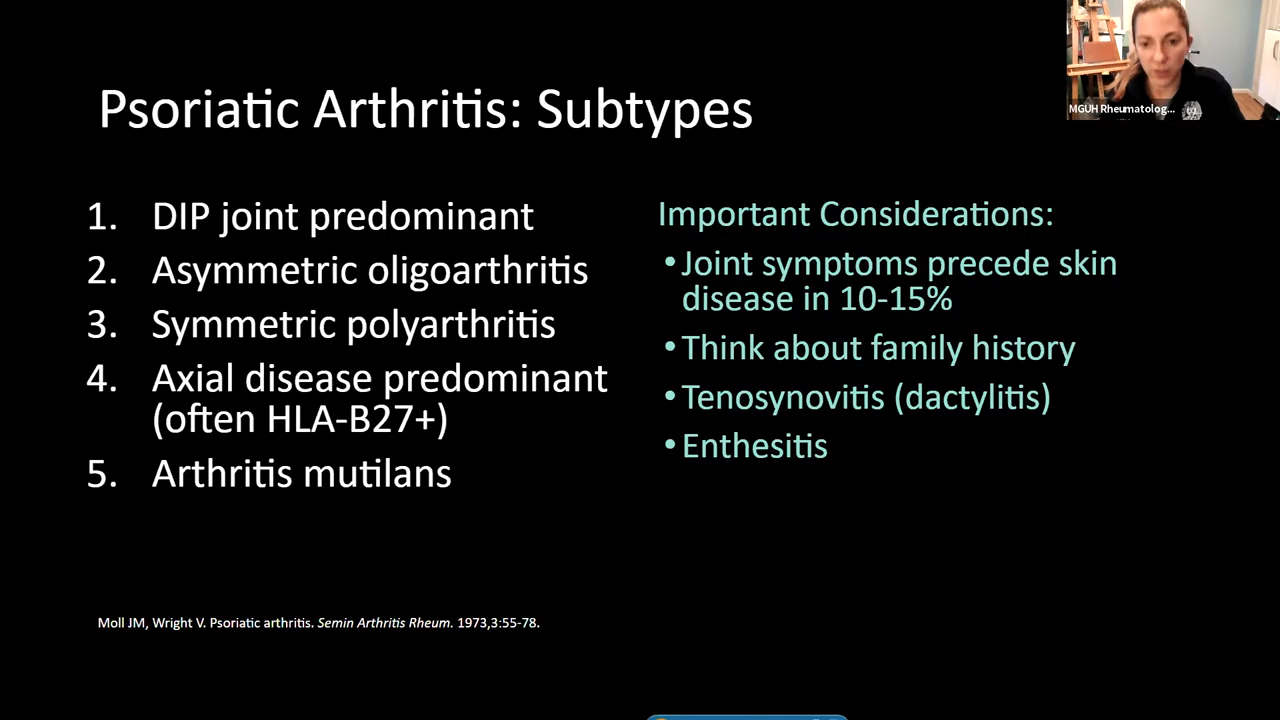 MGUH Rheumatolog...
Psoriatic Arthritis: Subtypes
1. DIP joint predominant
2. Asymmetric oligoarthritis
3. Symmetric polyarthritis
4. Axial disease predominant
(often HLA-B27+)
5. Arthritis mutilans
Important Considerations:
•Joint symptoms precede skin
disease in 10-15%
•Think about family history
•Tenosynovitis (dactylitis)
•Enthesitis
Moll JM, Wright V. Psoriatic arthritis. Semin Arthritis Rheum. 1973,3:55-78.